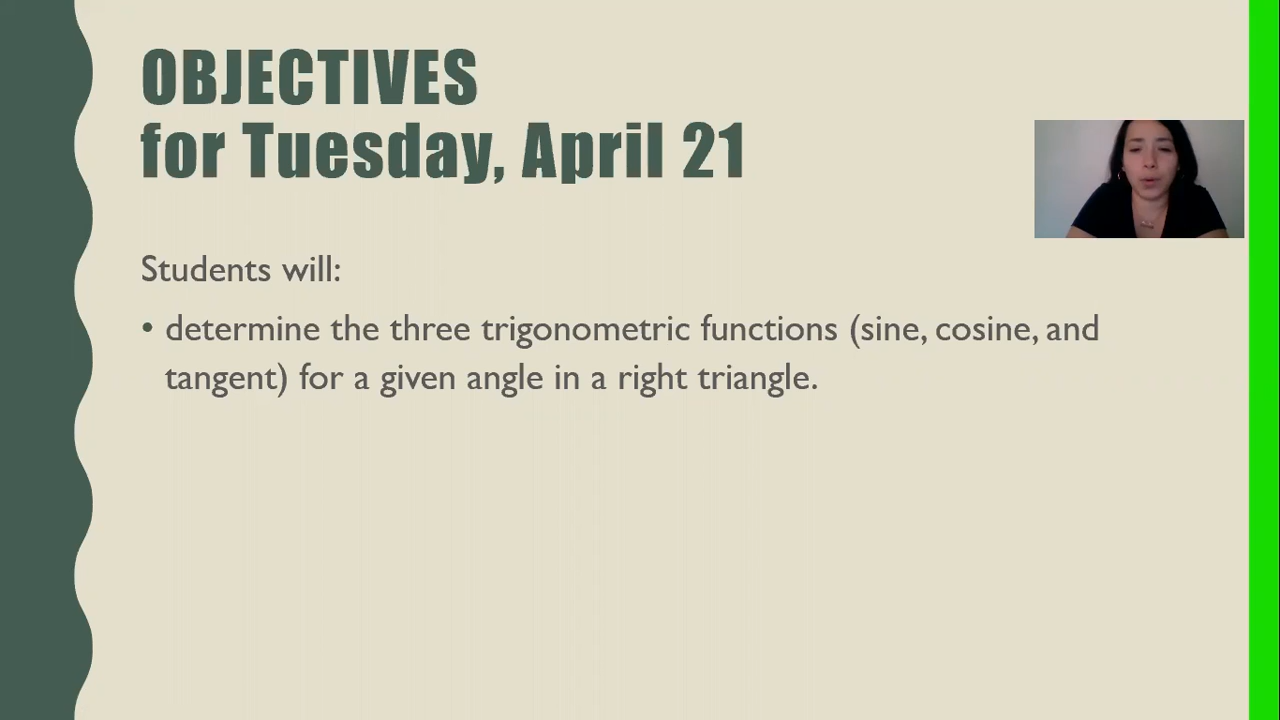 OBJECTIVES
for Tuesday, April 21
Students will:
• determine the three trigonometric functions (sine, cosine, and
tangent) for a given angle in a right triangle.